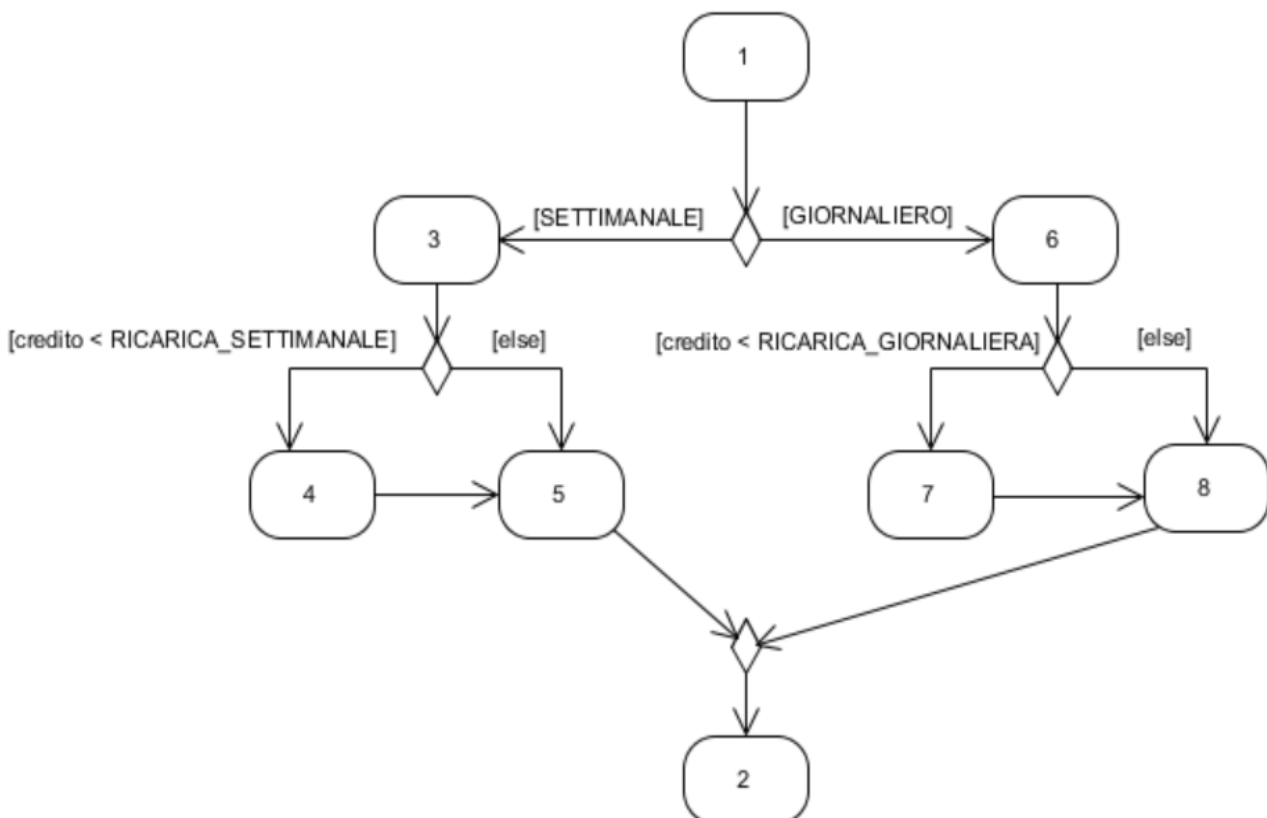 1
[SETTIMANALE]
[GIORNALIERO]
3
6
[credito < RICARICA_SETTIMANALE]
[else]
[credito < RICARICA_GIORNALIERA]
[else]
4
5
7
8
2